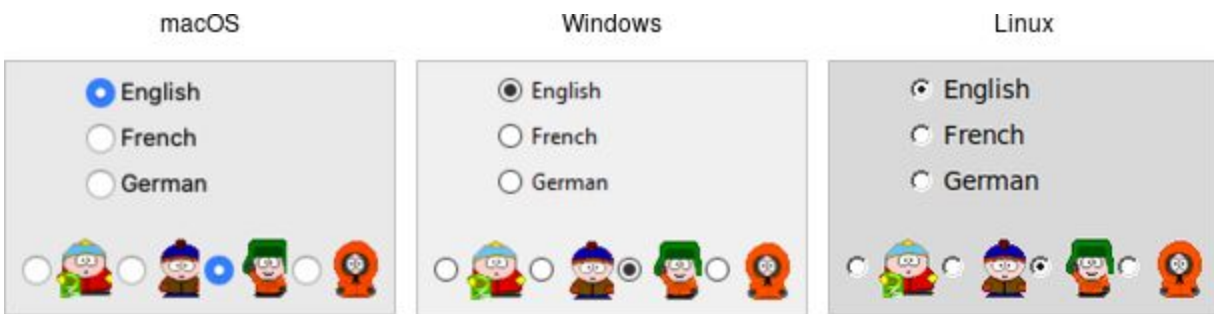 macOS
Windows
Linux
English
French
German
English
French
German
English
French
German